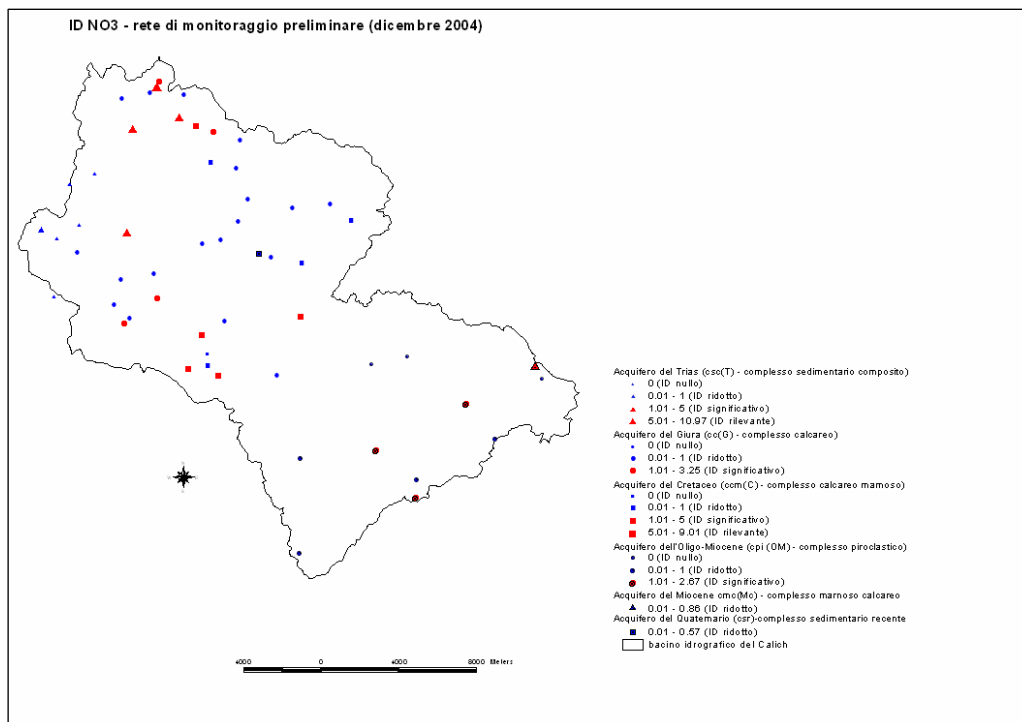 ID NO3 - rete di monitoraggio preliminare (dicembre 2004)
Acquifero del Trias (csc(T) - complesso sedimentario composito)
0 (ID nullo)
0.01 - 1 (ID ridotto)
1.01 - 5 (ID significativo)
5.01 - 10.97 (ID rilevante)
Acquifero del Giura (cc(G) - complesso calcareo)
0 (ID nullo)
0.01 - 1 (ID ridotto)
1.01 - 3.25 (ID significativo)
Acquifero del Cretaceo (ccm(C) - complesso calcareo marnoso)
0 (ID nullo)
0.01 - 1 (ID ridotto)
1.01 - 5 (ID significativo)
5.01 - 9.01 (ID rilevante)
Acquifero dell'Oligo-Miocene (cpi (OM) - complesso piroclastico)
0 (ID nullo)
0.01 - 1 (ID ridotto)
1.01 - 2.67 (ID significativo)
Acquifero del Miocene cmc(Mc) - complesso marnoso calcareo
0.01 - 0.86 (ID ridotto)
Acquifero del Quaternario (csr)-complesso sedimentario recente
0.01 - 0.57 (ID ridotto)
bacino idrografico del Calich
4000 0 4000 8000 Meters